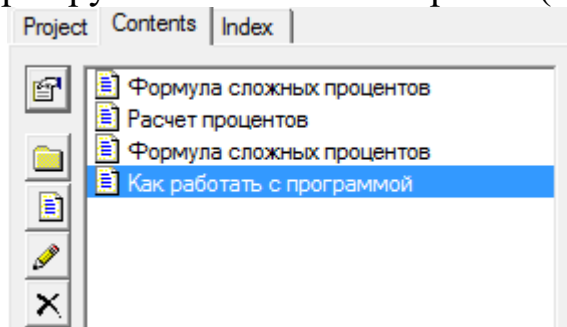 Project Contents Index
Формула сложных процентов
Расчет процентов
Формула сложных процентов
Как работать с программой